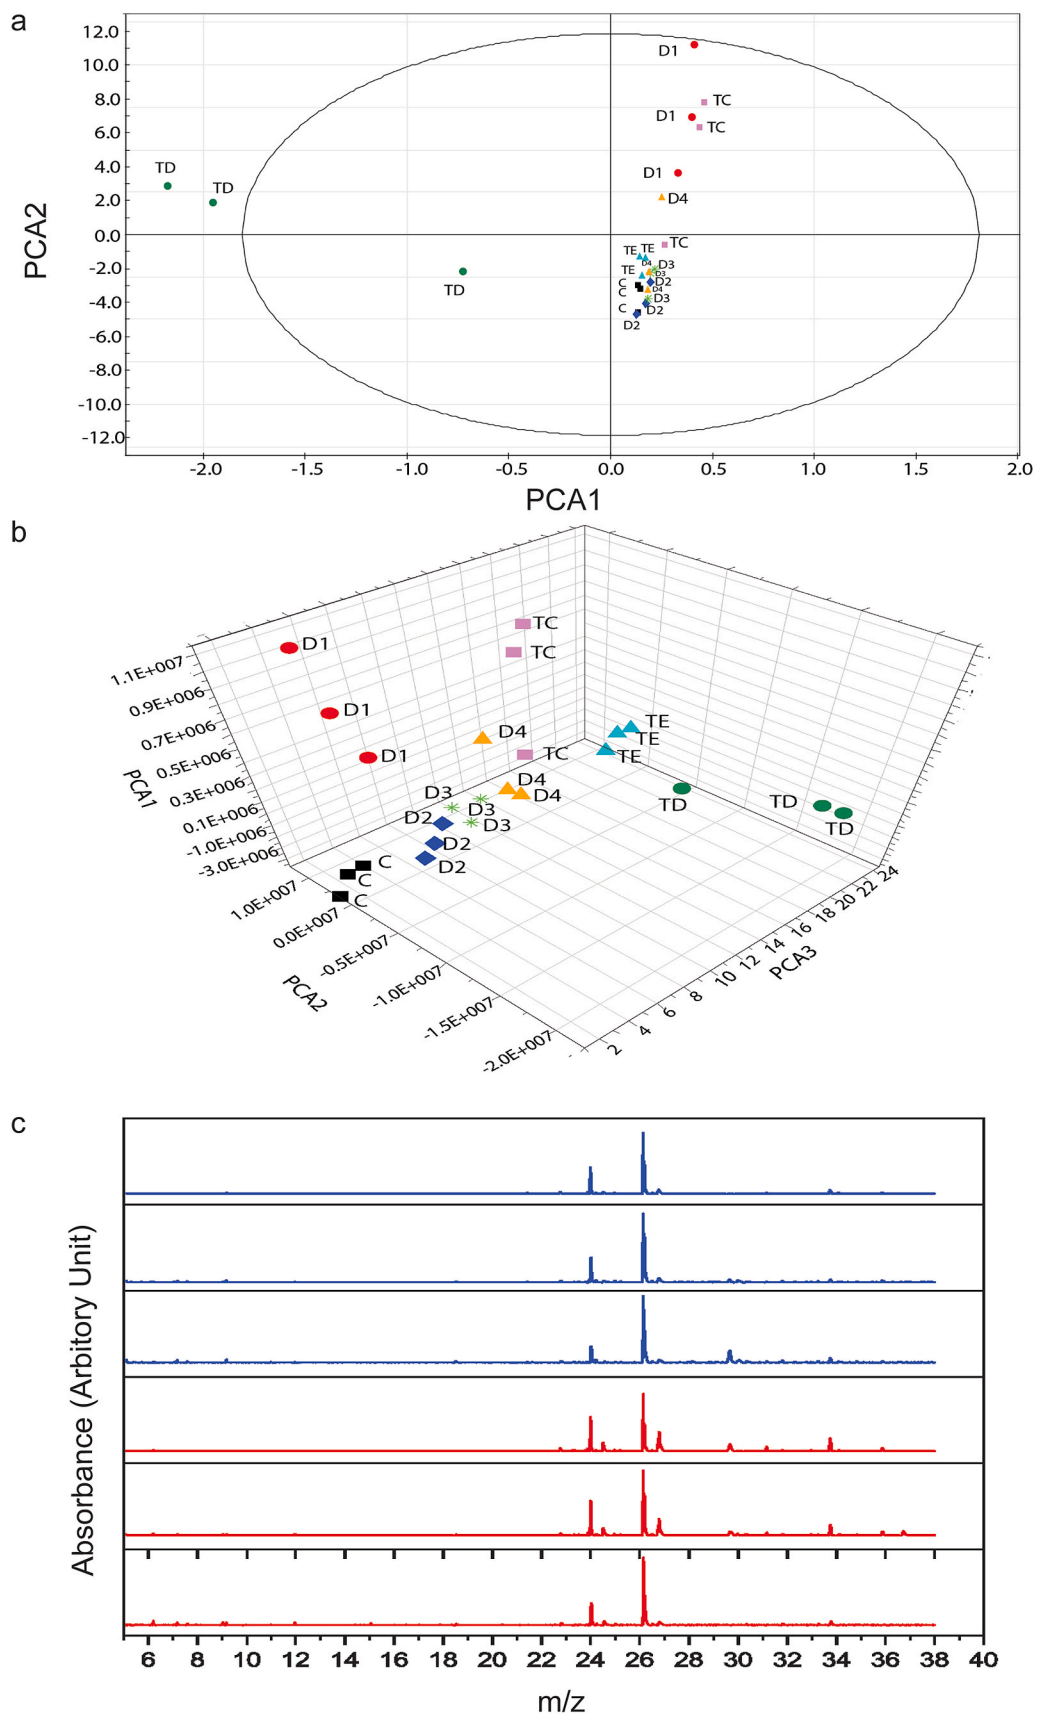 a
12.0
10.0
8.0
6.0
4.0
2.0
0.0
-2.0
-4.0
-6.0
-8.0
-10.0
-12.0
PCA2
D1
TC
D1
TC
D1
D4
TD
TD
TD
TC
TE
TE
D4
D3
TE
D3
C
D2
D4
C
D3
C
D2
D2
-2.0
-1.5
-1.0
-0.5
0.0
0.5
1.0
1.5
2.0
PCA1
b
TC
D1
TC
D1
TE
D4
TE
D1
TC
TE
D4
D3
D4
TD
TD
D3
D2
D3
TD
D2
C
D2
C
C
1.1E+007
0.9E+006
0.7E+006
0.5E+006
0.3E+006
0.1E+006
-1.0E+006
-3.0E+006
PCA1
1.0E+007
0.0E+007
-0.5E+007
-1.0E+007
-1.5E+007
-2.0E+007
PCA2
2
4
6
8
10
12
14
16
18
20
22
24
PCA3
c
Absorbance (Arbitory Unit)
6 8 10 12 14 16 18 20 22 24 26 28 30 32 34 36 38 40
m/z